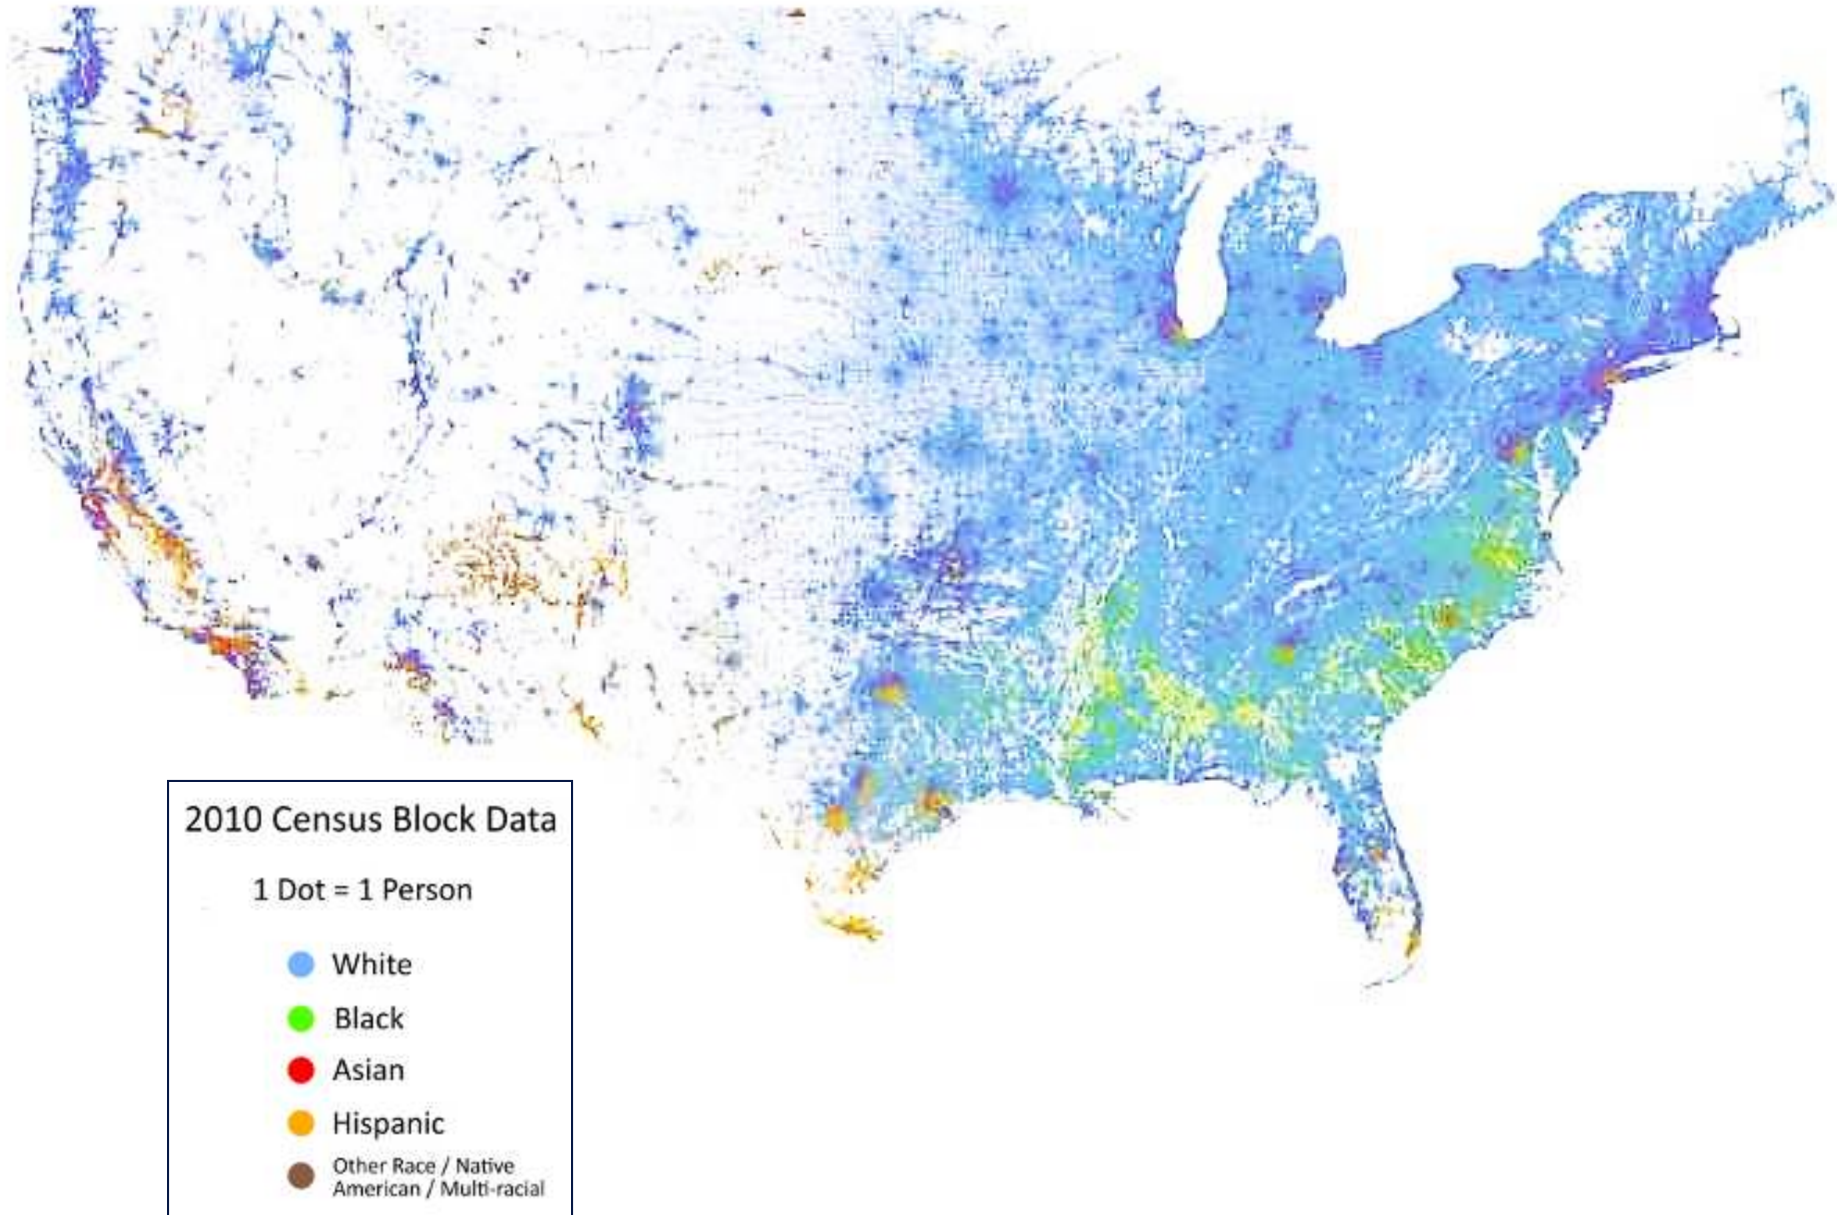 2010 Census Block Data
1 Dot = 1 Person
White
Black
Asian
Hispanic
Other Race / Native
American / Multi-racial